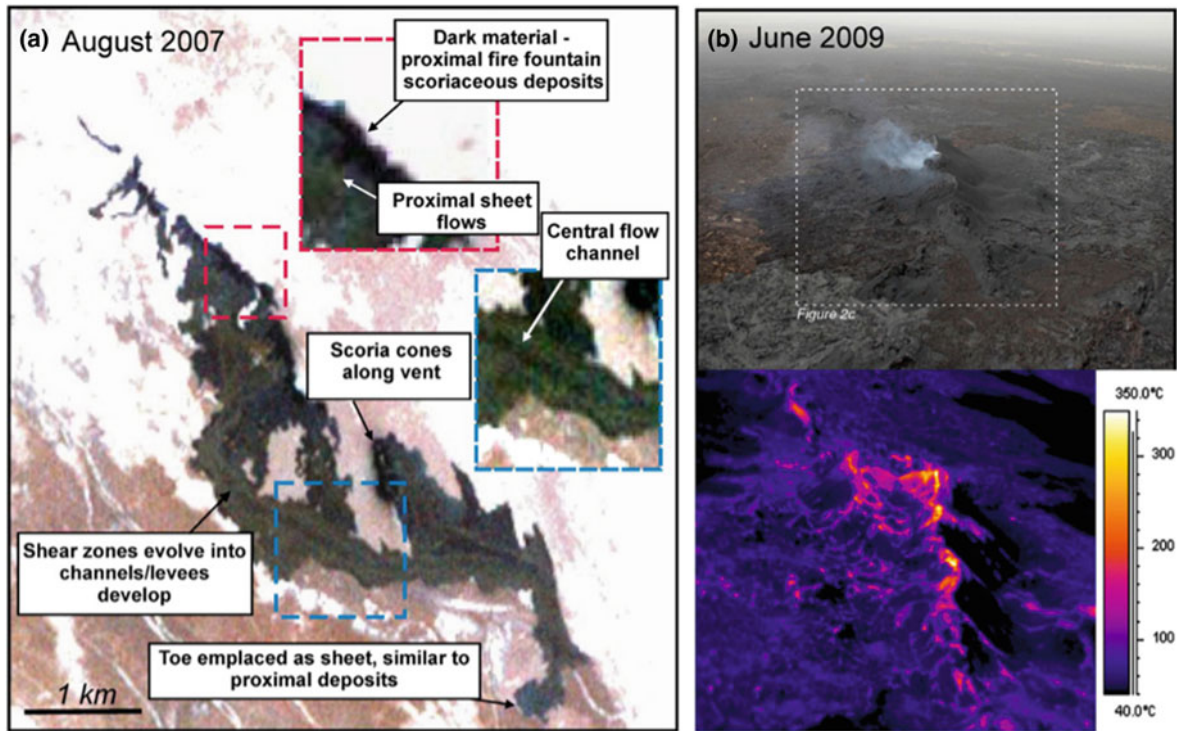 (a) August 2007
Dark material -
proximal fire fountain
scoriaceous deposits
Proximal sheet
flows
Central flow
channel
Scoria cones
along vent
Shear zones evolve into
channels/levees
develop
Toe emplaced as sheet, similar to
proximal deposits
1 km
(b) June 2009
Figure 2c
350.0°C
300
200
100
40.0°C